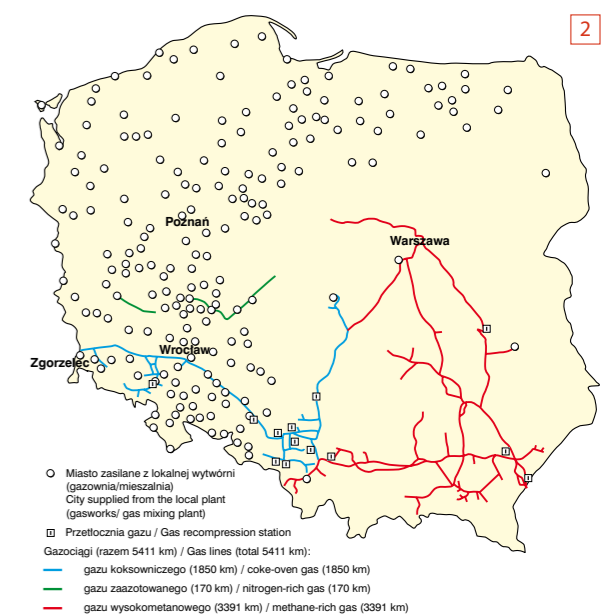 2
Poznań
Warszawa
Wrocław
Zgorzelec
Miasto zasilane z lokalnej wytwórni
(gazownia/mieszalnia)
City supplied from the local plant
(gasworks/ gas mixing plant)
Przetłocznia gazu / Gas recompression station
Gazociągi (razem 5411 km) / Gas lines (total 5411 km):
gazu koksowniczego (1850 km) / coke-oven gas (1850 km)
gazu zaazotowanego (170 km) / nitrogen-rich gas (170 km)
gazu wysokometanowego (3391 km) / methane-rich gas (3391 km)